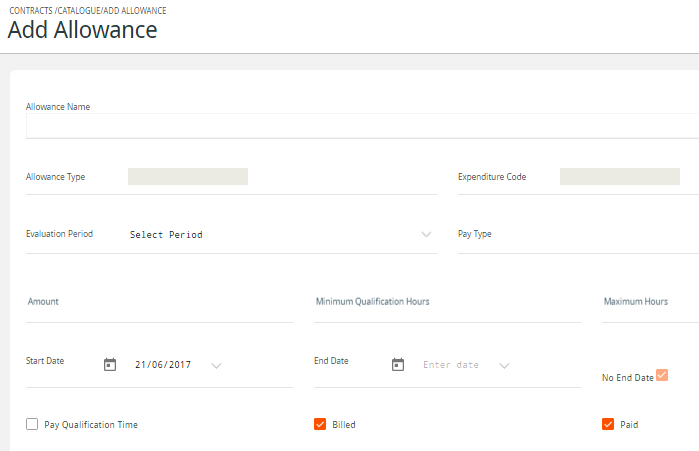 CONTRACTS /CATALOGUE/ADD ALLOWANCE
Add Allowance
Allowance Name
Allowance Type Expenditure Code
Evaluation Period Select Period Pay Type
Amount Minimum Qualification Hours Maximum Hours
Start Date 21/06/2017 End Date Enter date No End Date
Pay Qualification Time Billed Paid